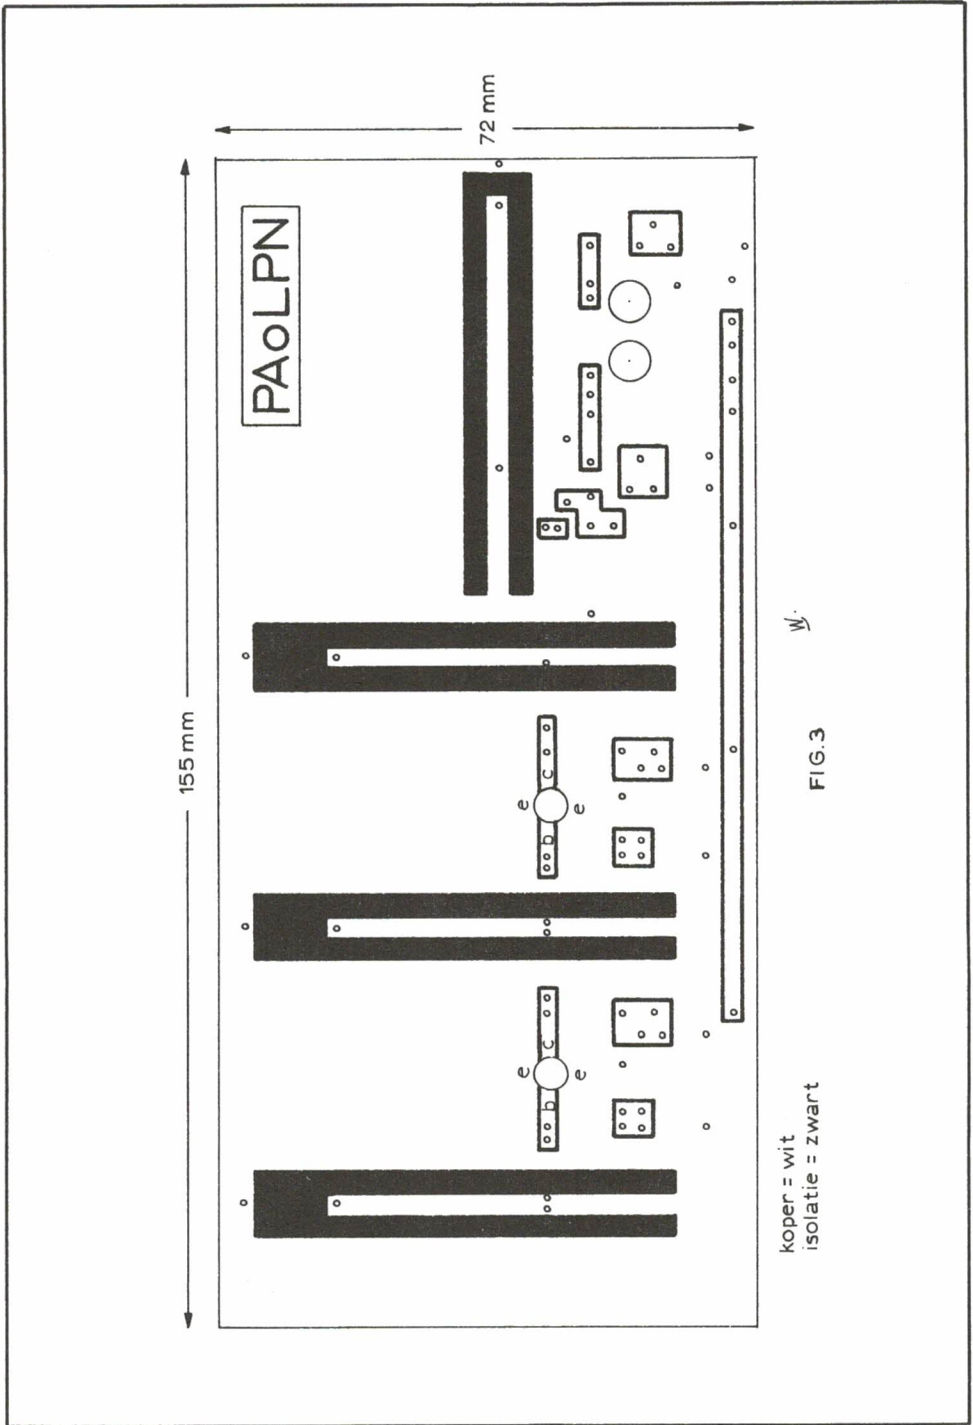 72 mm
155 mm
PAoLPN
e
c
b
e
e
c
b
e
W.
FIG.3
koper = wit
isolatie = zwart